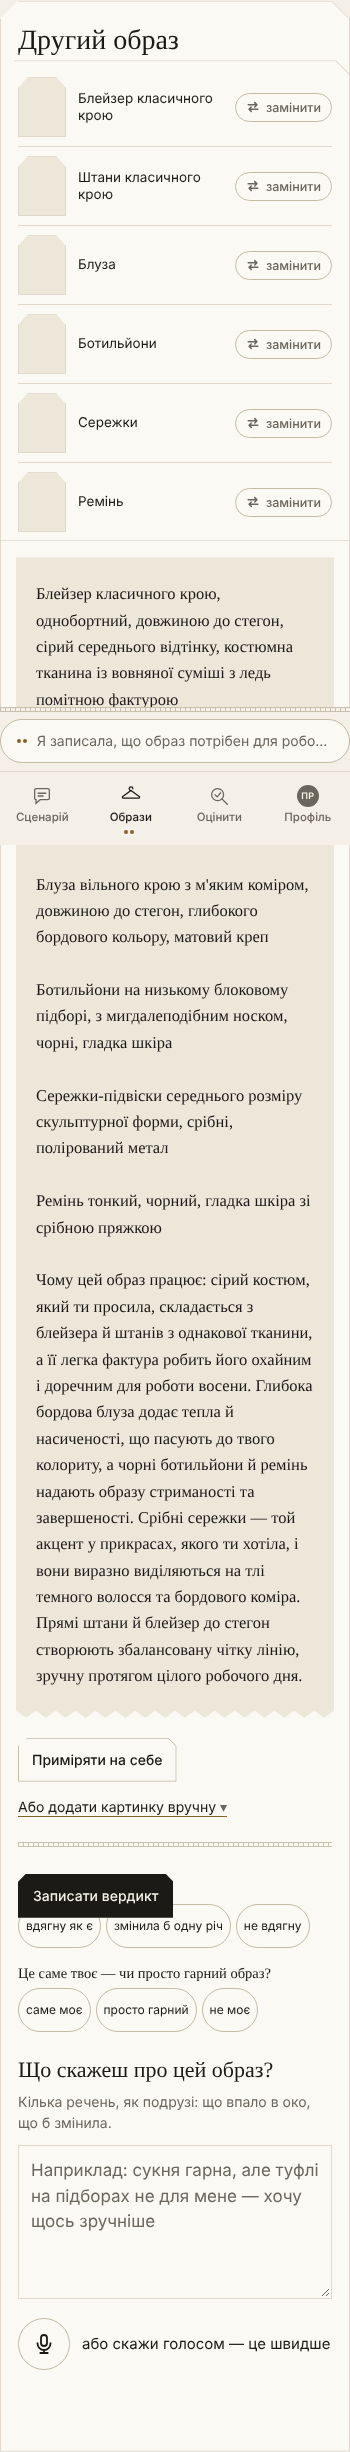 Другий образ
Блейзер класичного
крою
замінити
Штани класичного
крою
замінити
Блуза
замінити
Ботильйони
замінити
Сережки
замінити
Ремінь
замінити
Блейзер класичного крою,
однобортний, довжиною до стегон,
сірий середнього відтінку, костюмна
тканина із вовняної суміші з ледь
помітною фактурою
Я записала, що образ потрібен для робо...
Сценарій
Образи
Оцінити
ПР
Профіль
Блуза вільного крою з м'яким коміром,
довжиною до стегон, глибокого
бордового кольору, матовий креп
Ботильйони на низькому блоковому
підборі, з мигдалеподібним носком,
чорні, гладка шкіра
Сережки-підвіски середнього розміру
скульптурної форми, срібні,
полірований метал
Ремінь тонкий, чорний, гладка шкіра зі
срібною пряжкою
Чому цей образ працює: сірий костюм,
який ти просила, складається з
блейзера й штанів з однакової тканини,
а її легка фактура робить його охайним
і доречним для роботи восени. Глибока
бордова блуза додає тепла й
насиченості, що пасують до твого
колориту, а чорні ботильйони й ремінь
надають образу стриманості та
завершеності. Срібні сережки — той
акцент у прикрасах, якого ти хотіла, і
вони виразно виділяються на тлі
темного волосся та бордового коміра.
Прямі штани й блейзер до стегон
створюють збалансовану чітку лінію,
зручну протягом цілого робочого дня.
Приміряти на себе
Або додати картинку вручну ▾
Записати вердикт
вдягну як є
змінила б одну річ
не вдягну
Це саме твоє — чи просто гарний образ?
саме моє
просто гарний
не моє
Що скажеш про цей образ?
Кілька речень, як подрузі: що впало в око,
що б змінила.
Наприклад: сукня гарна, але туфлі
на підборах не для мене — хочу
щось зручніше
або скажи голосом — це швидше